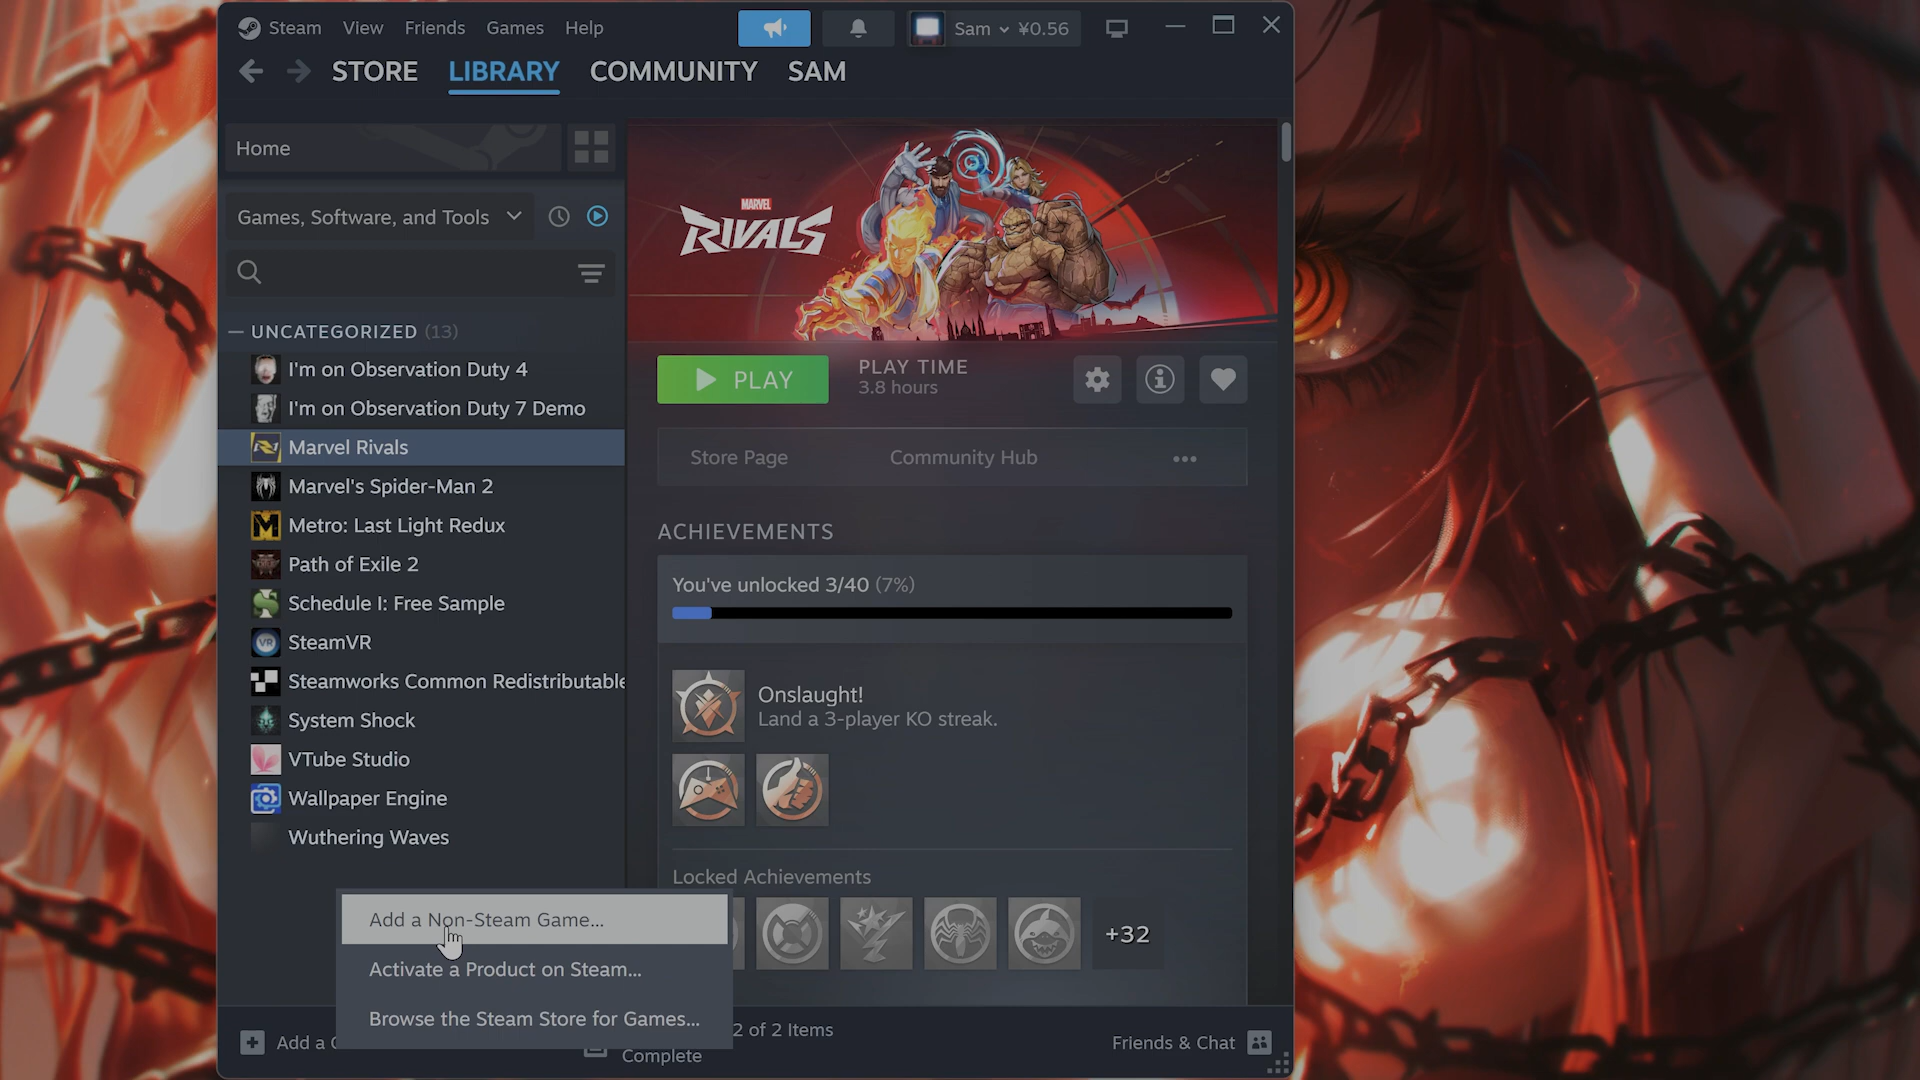 Steam View Friends Games Help Sam ¥0.56
STORE LIBRARY COMMUNITY SAM
Home
Games, Software, and Tools
UNCATEGORIZED (13)
I'm on Observation Duty 4
I'm on Observation Duty 7 Demo
Marvel Rivals
Marvel's Spider-Man 2
Metro: Last Light Redux
Path of Exile 2
Schedule I: Free Sample
VR SteamVR
Steamworks Common Redistributable
System Shock
VTube Studio
Wallpaper Engine
Wuthering Waves
MARVEL
RIVALS
PLAY
PLAY TIME
3.8 hours
Store Page Community Hub
ACHIEVEMENTS
You've unlocked 3/40 (7%)
Onslaught!
Land a 3-player KO streak.
Locked Achievements
+32
Add a Non-Steam Game...
Activate a Product on Steam...
Browse the Steam Store for Games...
Add a
2 of 2 Items
Complete
Friends & Chat